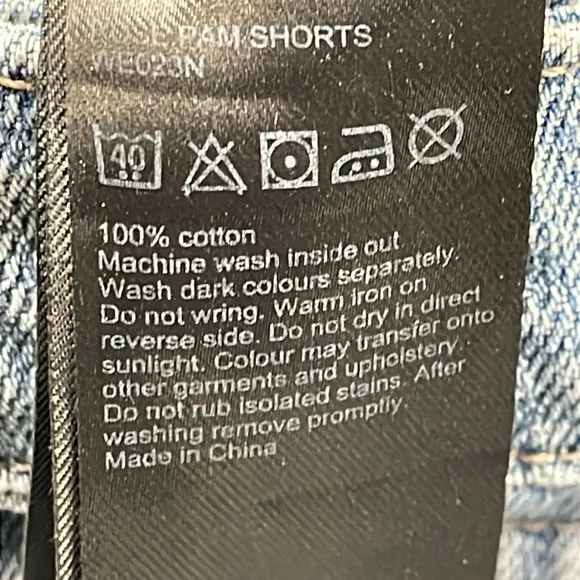 PAM SHORTS
WE023N
40
100% cotton
Machine wash inside out
Wash dark colours separately.
Do not wring. Warm iron on
reverse side. Do not dry in direct
sunlight. Colour may transfer onto
other garments and upholstery.
Do not rub isolated stains. After
washing remove promptly.
Made in China